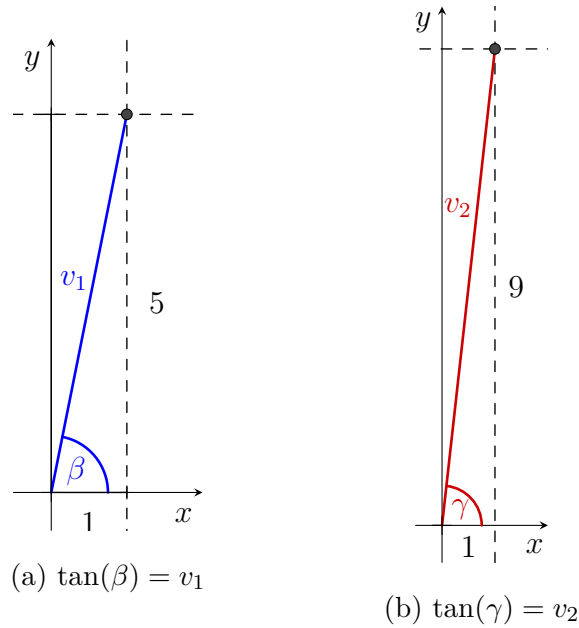 y
v₁
5
β
1
x
(a) tan(β) = v₁
y
v₂
9
γ
1
x
(b) tan(γ) = v₂